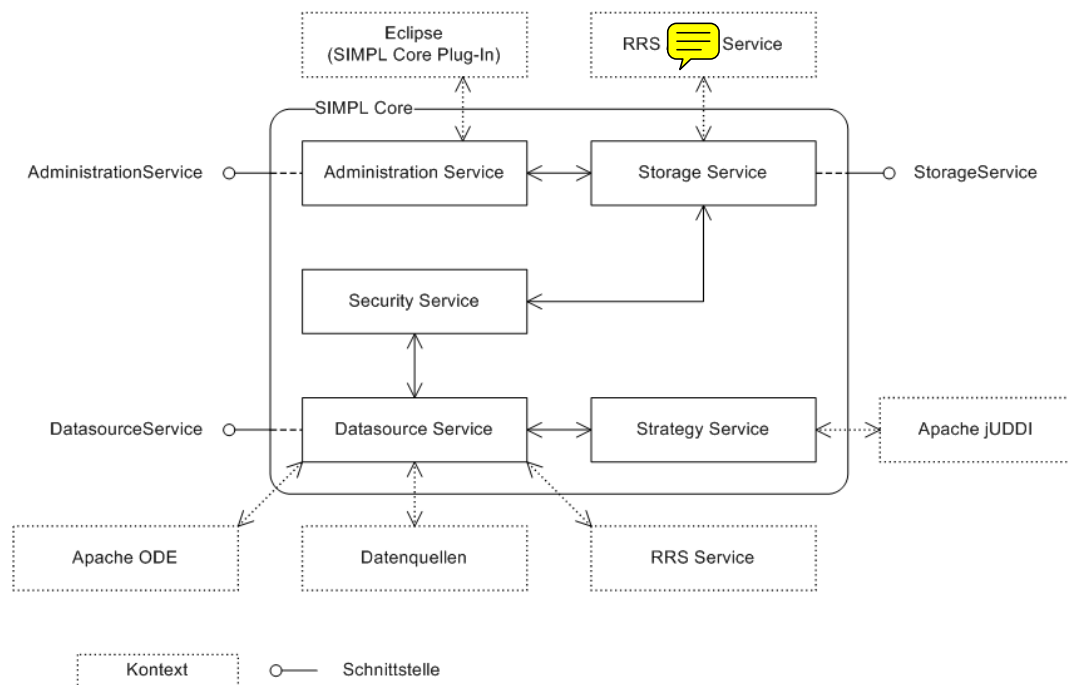 Eclipse
(SIMPL Core Plug-In)
RRS Service
SIMPL Core
AdministrationService
Administration Service
Storage Service
StorageService
Security Service
DatasourceService
Datasource Service
Strategy Service
Apache jUDDI
Apache ODE
Datenquellen
RRS Service
Kontext
Schnittstelle